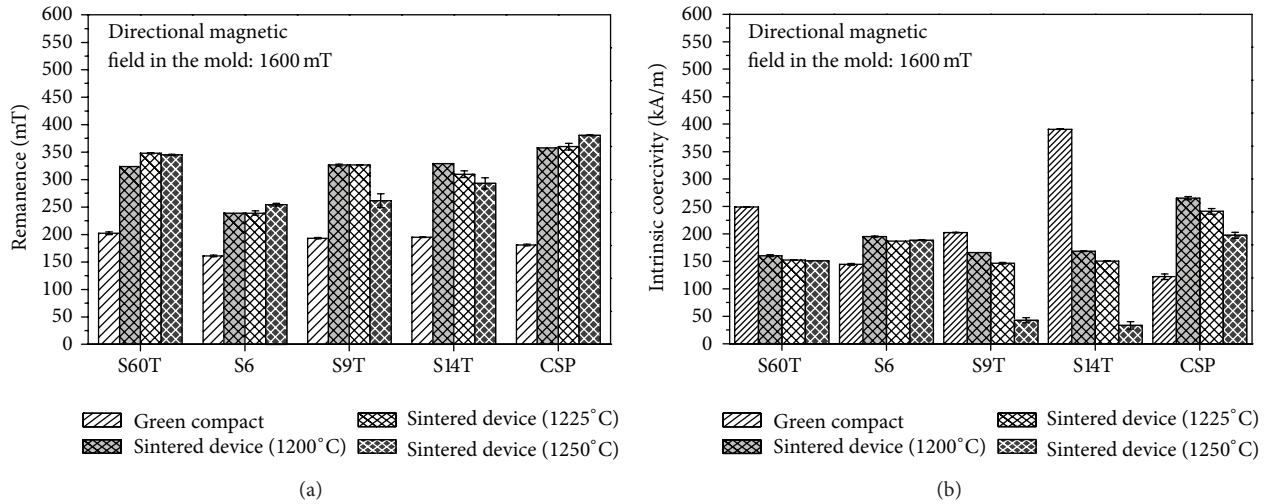 Directional magnetic
field in the mold: 1600 mT
Remanence (mT)
600
550
500
450
400
350
300
250
200
150
100
50
0
S60T S6 S9T S14T CSP
Green compact
Sintered device (1200°C)
Sintered device (1225°C)
Sintered device (1250°C)
(a)
Directional magnetic
field in the mold: 1600 mT
Intrinsic coercivity (kA/m)
600
550
500
450
400
350
300
250
200
150
100
50
0
S60T S6 S9T S14T CSP
Green compact
Sintered device (1200°C)
Sintered device (1225°C)
Sintered device (1250°C)
(b)